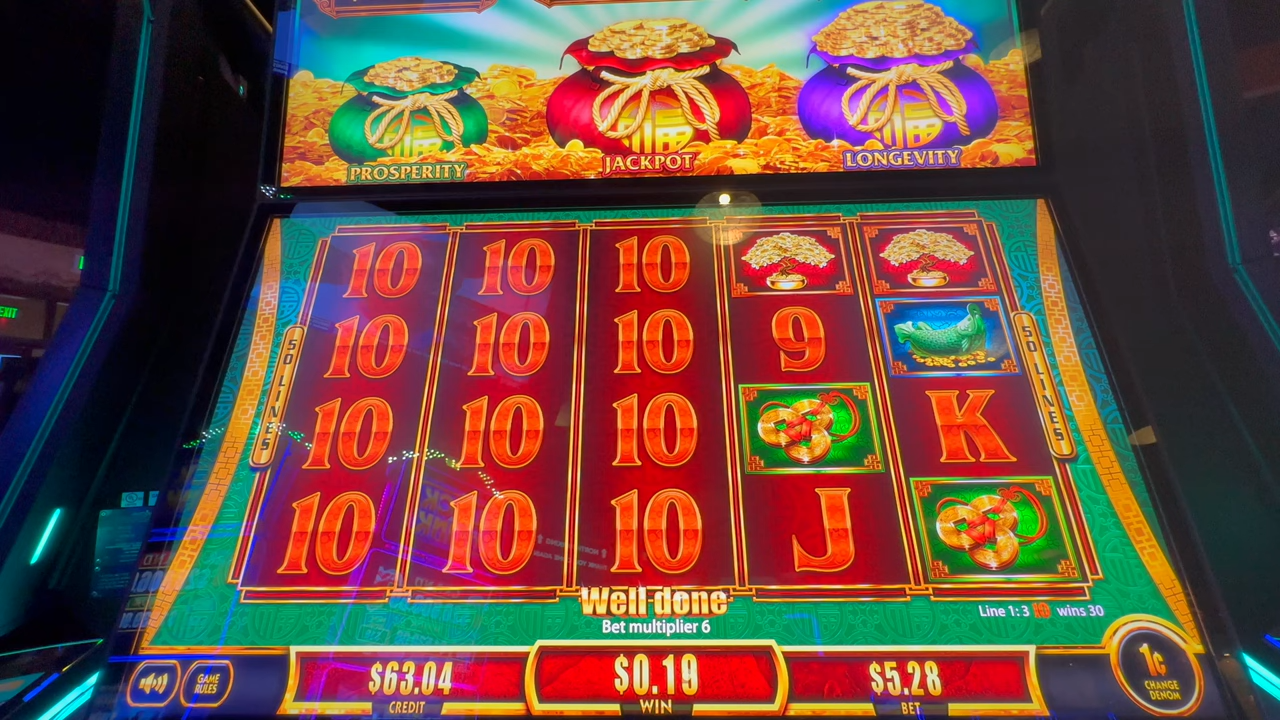 PROSPERITY
JACKPOT
LONGEVITY
10 10 10
10 10 10 9
10 10 10 K
10 10 10 J
50 LINES
50 LINES
Well done
Bet multiplier 6
Line 1: 3 10 wins 30
GAME RULES
$63.04
CREDIT
$0.19
WIN
$5.28
BET
1¢
CHANGE
DENOM
EXIT